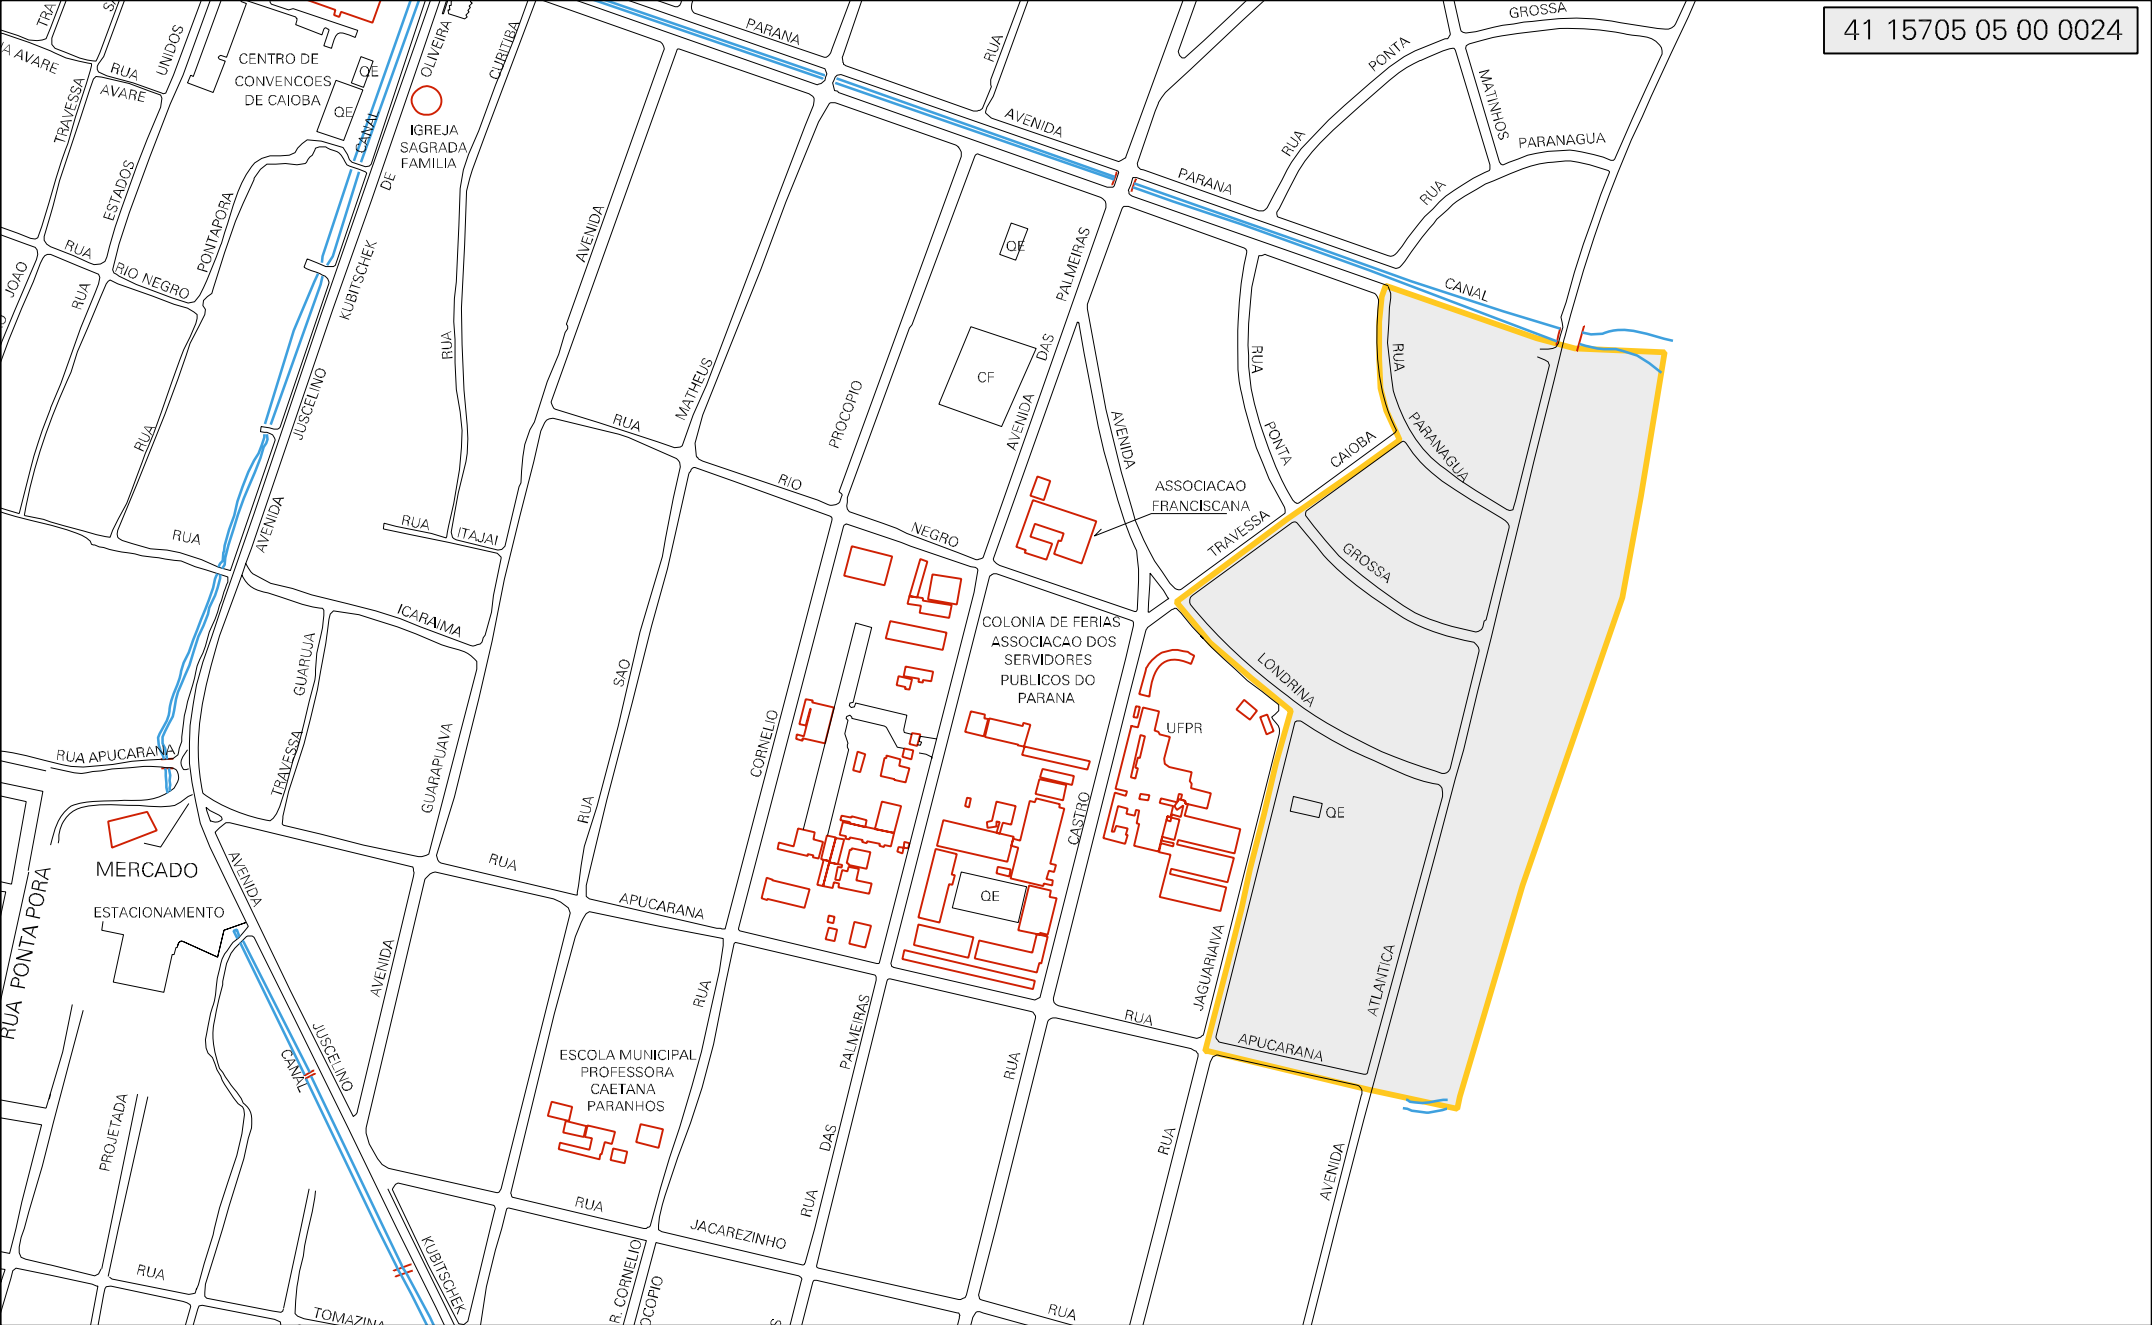 41 15705 05 00 0024
GROSSA
PONTA
MATINHOS
RUA
PARANAGUA
RUA
PARANA
RUA
AVENIDA
PARANA
CANAL
TRA
AVARE
RUA
AVARE
UNIDOS
TRAVESSA
ESTADOS
CENTRO DE
CONVENCOES
DE CAIOBA
QE
QE
CANAL
OLIVEIRA
DE
CURITIBA
IGREJA
SAGRADA
FAMILIA
PONTAPORA
RUA
RIO NEGRO
JOAO
RUA
RUA
KUBITSCHEK
JUSCELINO
AVENIDA
RUA
AVENIDA
MATHEUS
RUA
RIO
NEGRO
PROCOPIO
QE
CF
PALMEIRAS
DAS
AVENIDA
AVENIDA
RUA
PONTA
RUA
PARANAGUA
CAIOBA
TRAVESSA
GROSSA
LONDRINA
ASSOCIACAO
FRANCISCANA
RUA
ITAJAI
RUA
ICARAIMA
GUARUJA
TRAVESSA
GUARAPUAVA
SAO
RUA
CORNELIO
COLONIA DE FERIAS
ASSOCIACAO DOS
SERVIDORES
PUBLICOS DO
PARANA
UFPR
QE
QE
CASTRO
JAGUARIAIVA
ATLANTICA
RUA APUCARANA
MERCADO
ESTACIONAMENTO
RUA PONTA PORA
AVENIDA
JUSCELINO
CANAL
KUBITSCHEK
AVENIDA
RUA
APUCARANA
RUA
RUA
APUCARANA
PALMEIRAS
DAS
RUA
RUA
RUA
AVENIDA
ESCOLA MUNICIPAL
PROFESSORA
CAETANA
PARANHOS
RUA
JACAREZINHO
PROJETADA
RUA
TOMAZINA
R. CORNELIO
OCOPIO
RUA